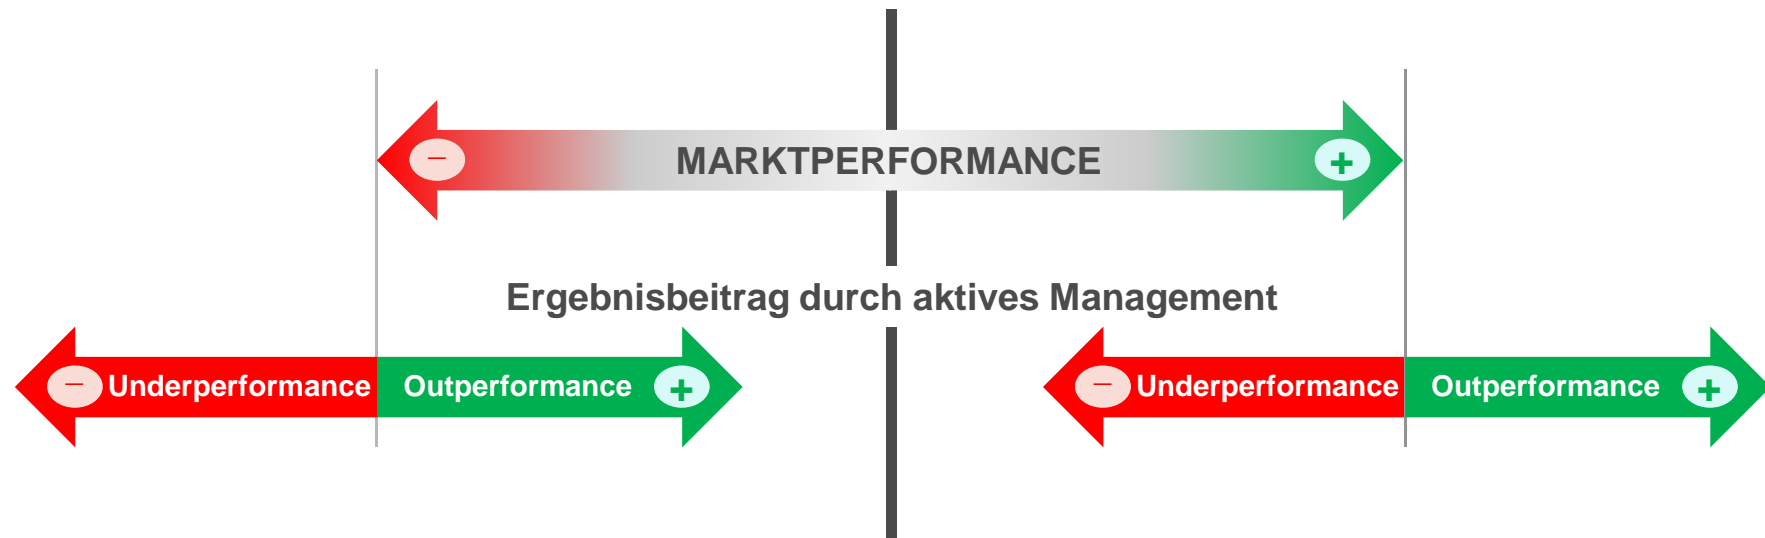 – MARKTPERFORMANCE +
Ergebnisbeitrag durch aktives Management
– Underperformance Outperformance + – Underperformance Outperformance +